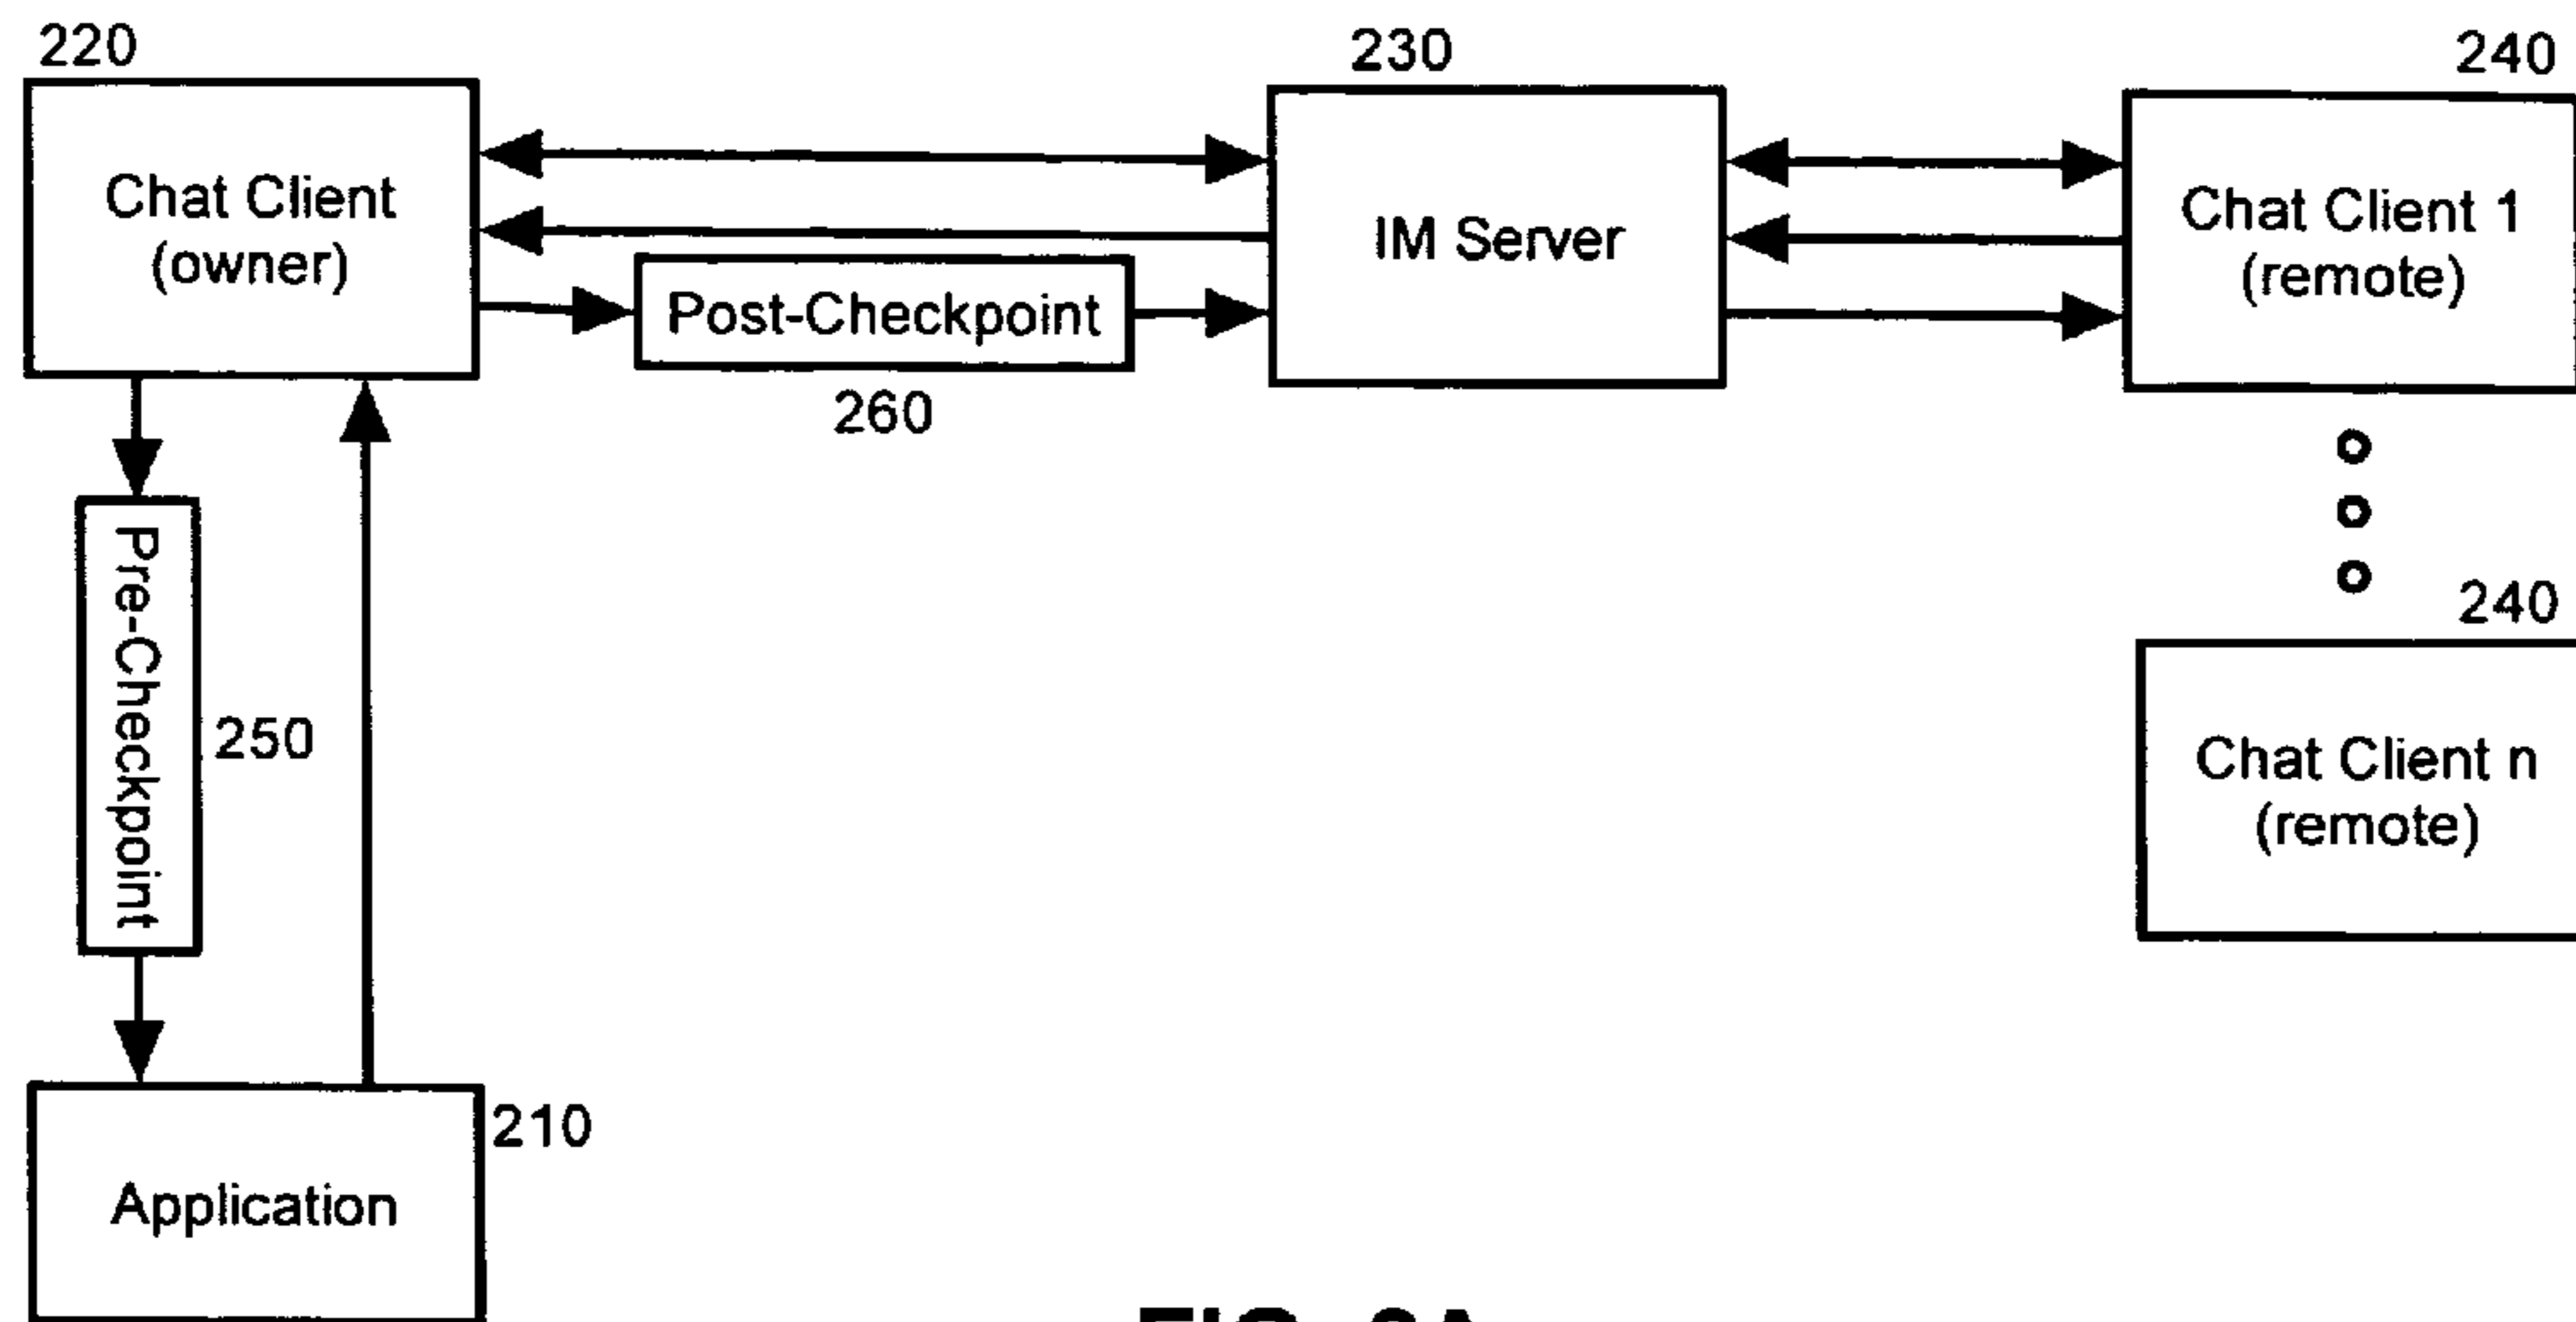 220
230
240
Chat Client
(owner)
IM Server
Chat Client 1
(remote)
Post-Checkpoint
260
Pre-Checkpoint
250
240
Chat Client n
(remote)
210
Application